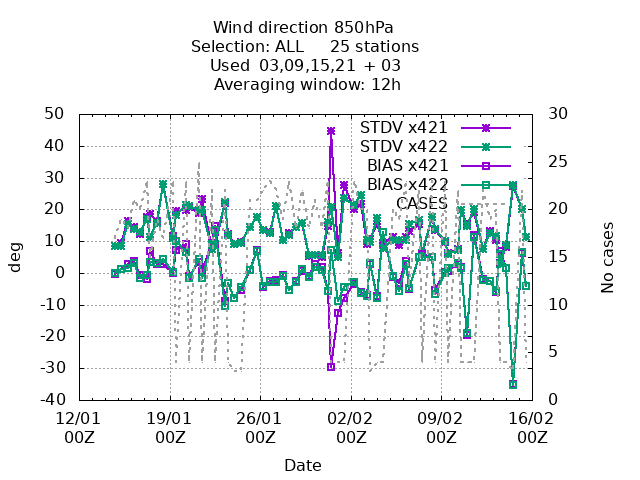 Wind direction 850hPa
Selection: ALL 25 stations
Used 03,09,15,21 + 03
Averaging window: 12h
50 30
STDV x421
40
STDV x422
25
BIAS x421
30
BIAS x422
20 CASES 20
10 15
0
-10 10
-20
5
-30
-40 0
deg
No cases
12/01 19/01 26/01 02/02 09/02 16/02
00Z 00Z 00Z 00Z 00Z 00Z
Date